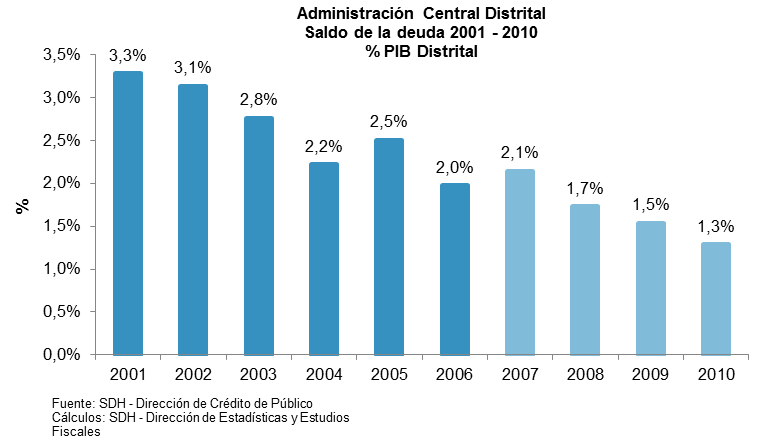 Administración Central Distrital
Saldo de la deuda 2001 - 2010
% PIB Distrital
3,5%
3,0%
2,5%
2,0%
1,5%
1,0%
0,5%
0,0%
%
3,3%
3,1%
2,8%
2,2%
2,5%
2,0%
2,1%
1,7%
1,5%
1,3%
2001 2002 2003 2004 2005 2006 2007 2008 2009 2010
Fuente: SDH - Dirección de Crédito de Público
Cálculos: SDH - Dirección de Estadísticas y Estudios
Fiscales